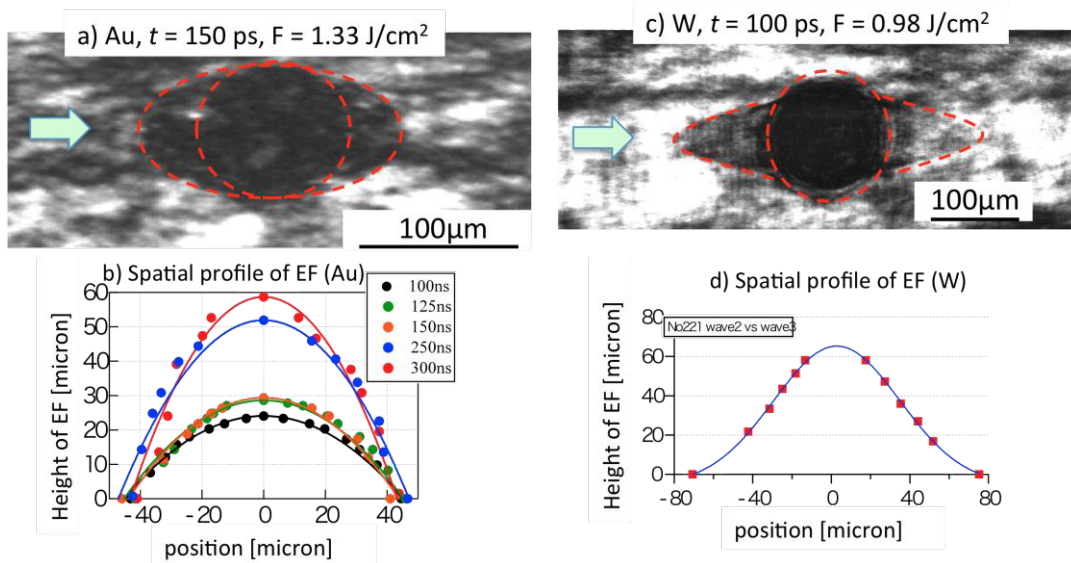 a) Au, t = 150 ps, F = 1.33 J/cm²
100μm
c) W, t = 100 ps, F = 0.98 J/cm²
100μm
b) Spatial profile of EF (Au)
60
50
40
30
20
10
0
-40
-20
0
20
40
Height of EF [micron]
position [micron]
100ns
125ns
150ns
250ns
300ns
d) Spatial profile of EF (W)
No221 wave2 vs wave3
80
60
40
20
0
-80
-40
0
40
80
Height of EF [micron]
position [micron]